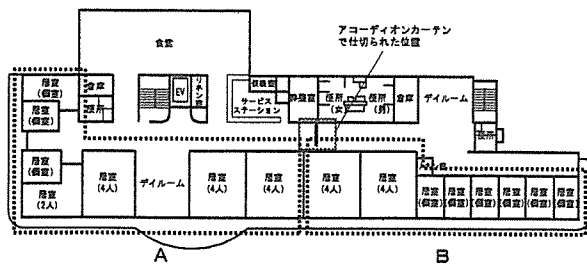 アコーディオンカーテン
で仕切られた位置
食堂
居室
(個室)
倉庫
EV
リネン室
サービス
ステーション
便所
(女)
便所
(男)
倉庫
デイルーム
居室
(個室)
便所
便所
居室
(個室)
居室
(2人)
居室
(4人)
デイルーム
居室
(4人)
居室
(4人)
居室
(4人)
居室
(4人)
居室
(個室)
居室
(個室)
居室
(個室)
居室
(個室)
居室
(個室)
居室
(個室)
A
B